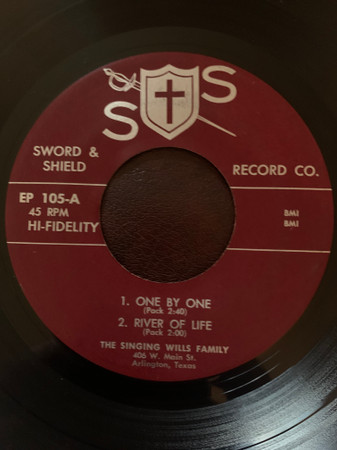 S S
SWORD &
SHIELD
RECORD CO.
EP 105-A
45 RPM
HI-FIDELITY
BMI
BMI
1. ONE BY ONE
(Pack 2:40)
2. RIVER OF LIFE
(Pack 2:00)
THE SINGING WILLS FAMILY
406 W. Main St.
Arlington, Texas